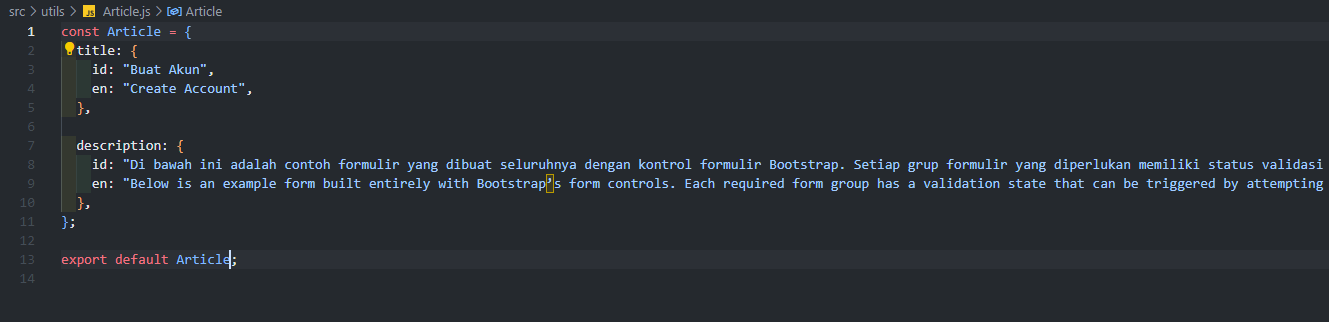 src > utils > JS Article.js > Article
1 const Article = {
2 title: {
3 id: "Buat Akun",
4 en: "Create Account",
5 },
6
7 description: {
8 id: "Di bawah ini adalah contoh formulir yang dibuat seluruhnya dengan kontrol formulir Bootstrap. Setiap grup formulir yang diperlukan memiliki status validasi
9 en: "Below is an example form built entirely with Bootstrap’s form controls. Each required form group has a validation state that can be triggered by attempting
10 },
11 };
12
13 export default Article;
14